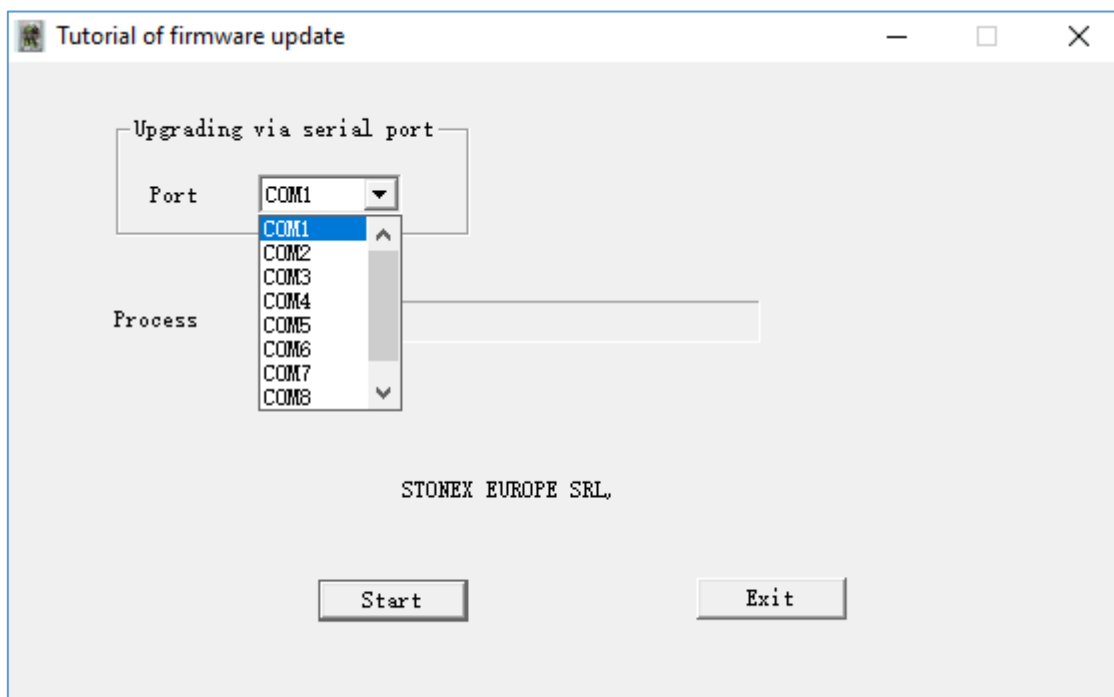 Tutorial of firmware update
Upgrading via serial port
Port COM1
COM1
COM2
COM3
COM4
COM5
COM6
COM7
COM8
Process
STONEX EUROPE SRL,
Start Exit